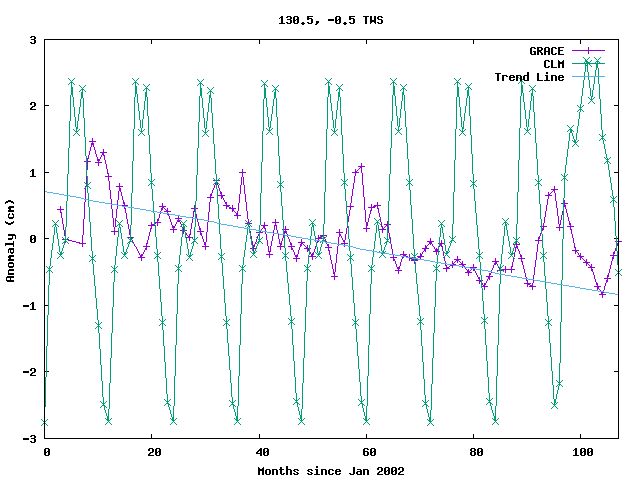 130.5, -0.5 TWS
GRACE
CLM
Trend Line
3
2
1
0
-1
-2
-3
Anomaly (cm)
0 20 40 60 80 100
Months since Jan 2002